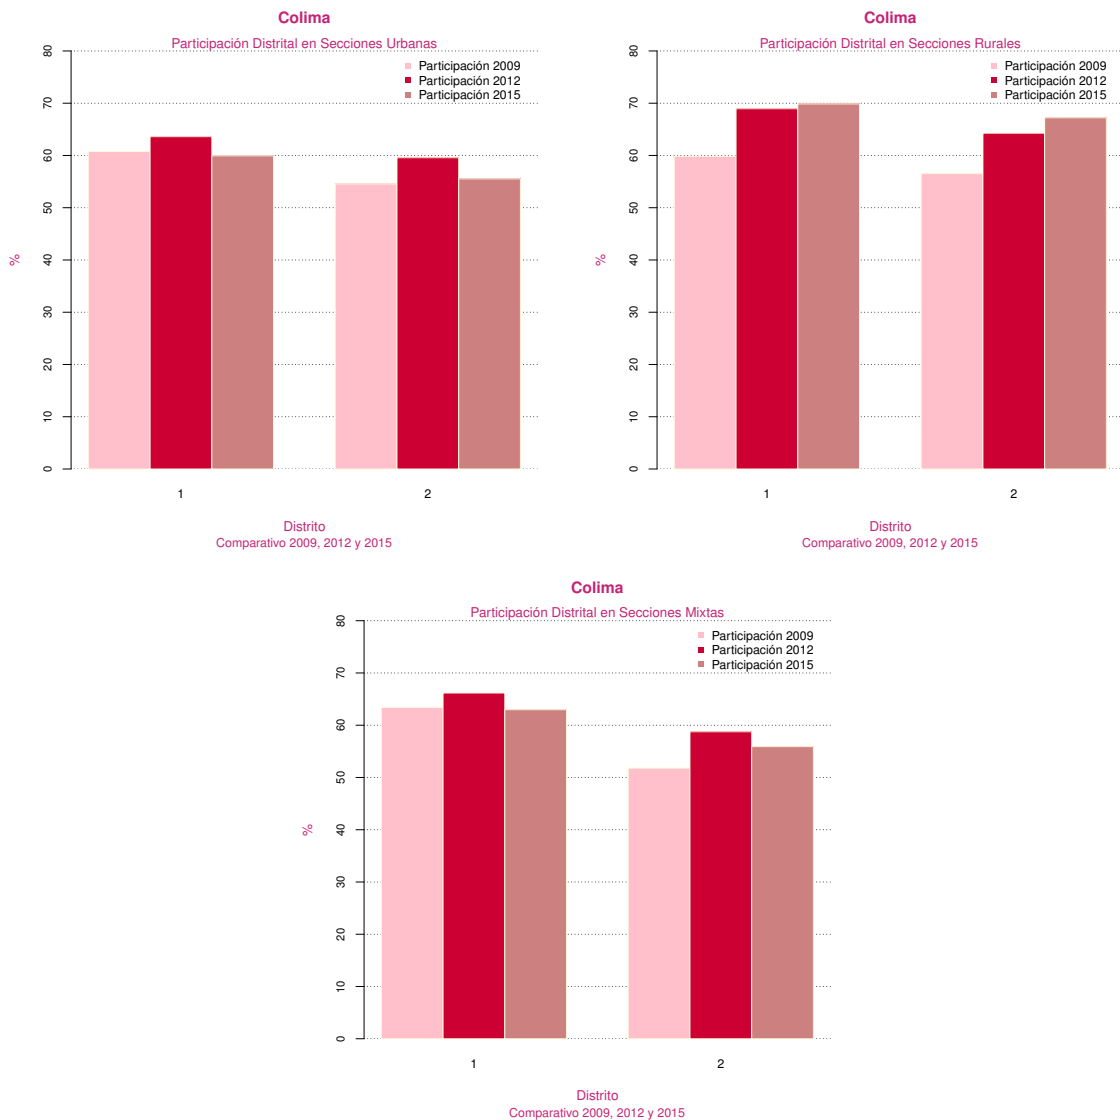 Colima
Participación Distrital en Secciones Urbanas
Participación 2009
Participación 2012
Participación 2015
80
70
60
50
40
30
20
10
0
%
1 2
Distrito
Comparativo 2009, 2012 y 2015
Colima
Participación Distrital en Secciones Rurales
Participación 2009
Participación 2012
Participación 2015
80
70
60
50
40
30
20
10
0
%
1 2
Distrito
Comparativo 2009, 2012 y 2015
Colima
Participación Distrital en Secciones Mixtas
Participación 2009
Participación 2012
Participación 2015
80
70
60
50
40
30
20
10
0
%
1 2
Distrito
Comparativo 2009, 2012 y 2015